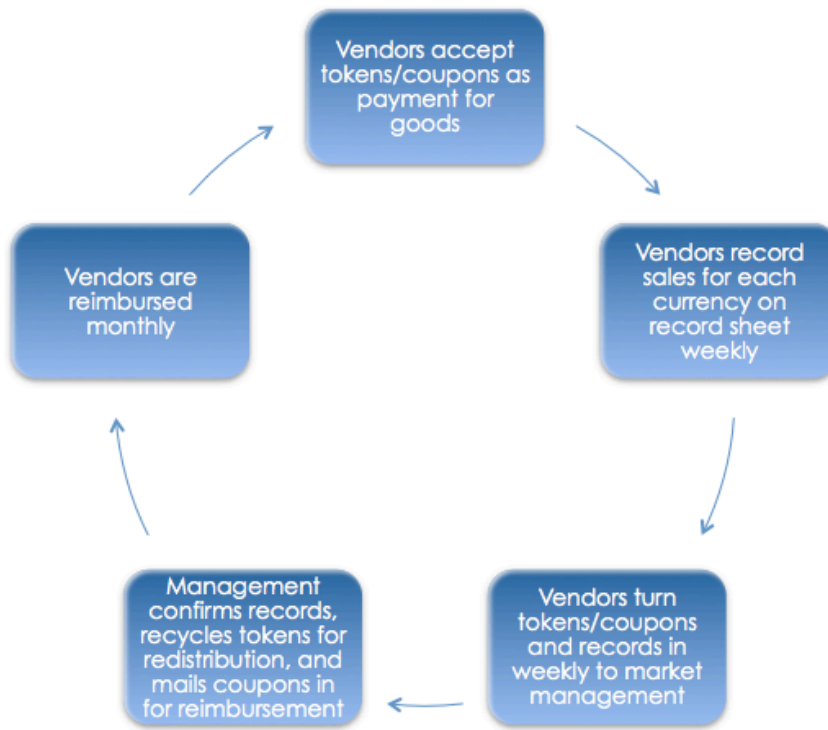 Vendors accept
tokens/coupons as
payment for
goods
Vendors record
sales for each
currency on
record sheet
weekly
Vendors turn
tokens/coupons
and records in
weekly to market
management
Management
confirms records,
recycles tokens for
redistribution, and
mails coupons in
for reimbursement
Vendors are
reimbursed
monthly